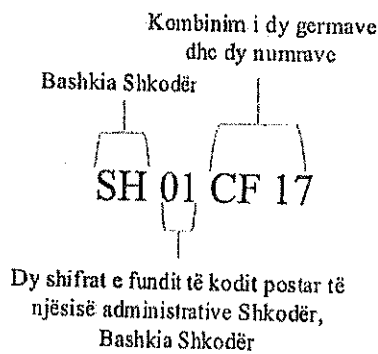 Kombinim i dy germave
dhe dy numrave
Bashkia Shkodër
SH 01 CF 17
Dy shifrat e fundit të kodit postar të
njësisë administrative Shkodër,
Bashkia Shkodër